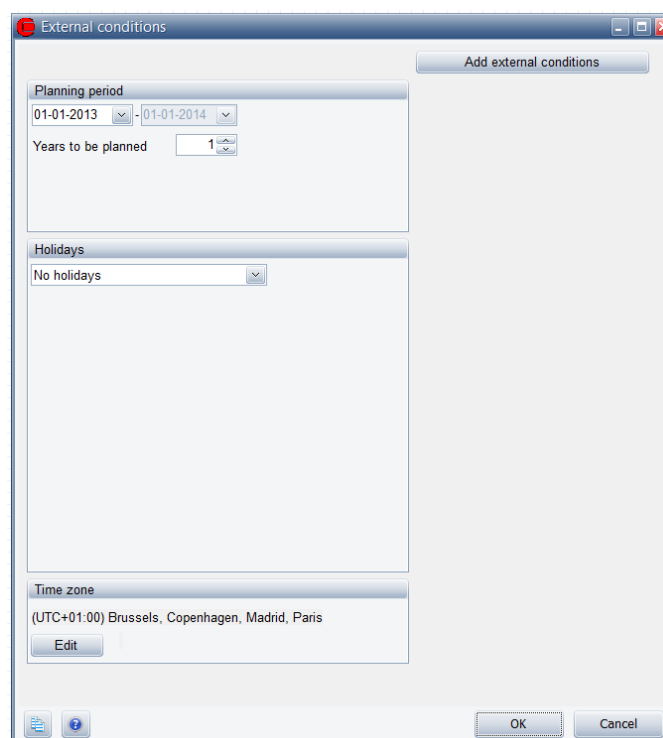 External conditions
Add external conditions
Planning period
01-01-2013 - 01-01-2014
Years to be planned 1
Holidays
No holidays
Time zone
(UTC+01:00) Brussels, Copenhagen, Madrid, Paris
Edit
OK Cancel